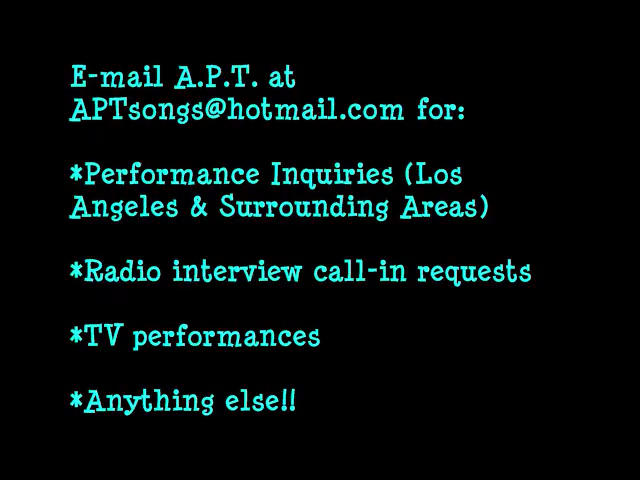 E-mail A.P.T. at
APTsongs@hotmail.com for:
*Performance Inquiries (Los
Angeles & Surrounding Areas)
*Radio interview call-in requests
*TV performances
*Anything else!!